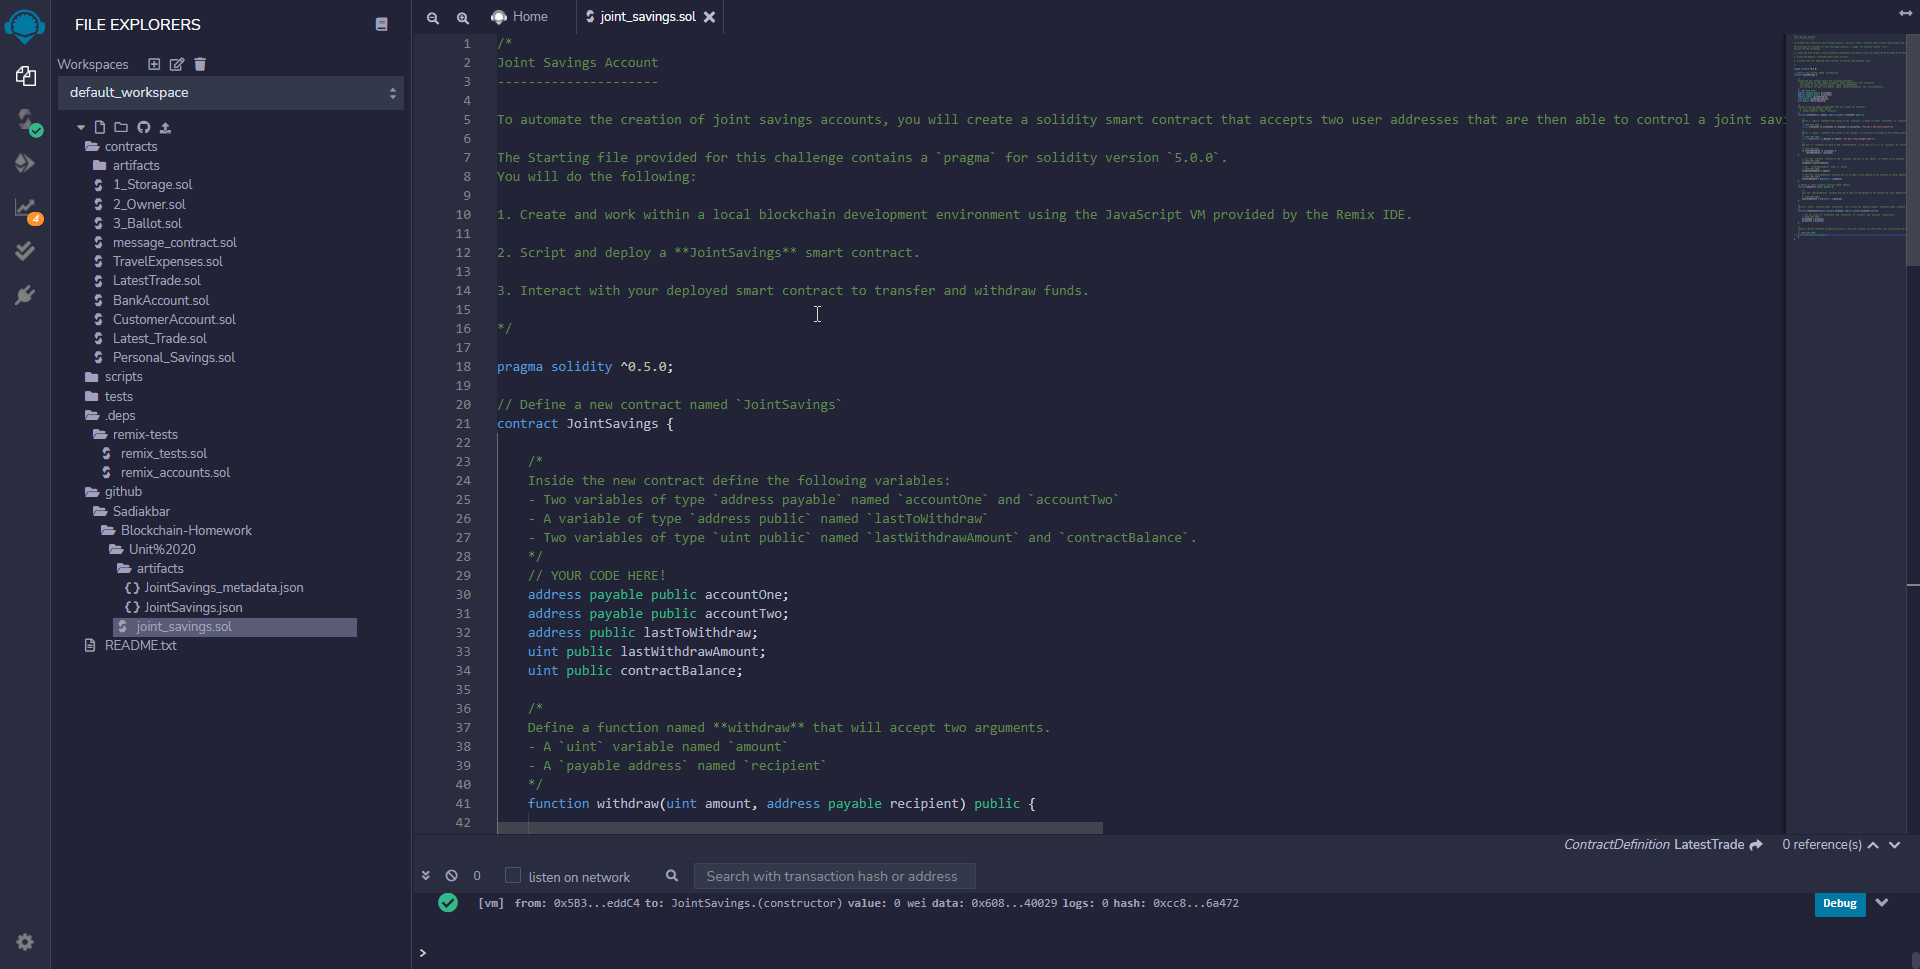 FILE EXPLORERS
Workspaces
default_workspace
contracts
artifacts
1_Storage.sol
2_Owner.sol
3_Ballot.sol
message_contract.sol
TravelExpenses.sol
LatestTrade.sol
BankAccount.sol
CustomerAccount.sol
Latest_Trade.sol
Personal_Savings.sol
scripts
tests
.deps
remix-tests
remix_tests.sol
remix_accounts.sol
github
Sadiakbar
Blockchain-Homework
Unit%2020
artifacts
{} JointSavings_metadata.json
{} JointSavings.json
joint_savings.sol
README.txt
4
Home
joint_savings.sol
1 /*
2 Joint Savings Account
3 ---------------------
4
5 To automate the creation of joint savings accounts, you will create a solidity smart contract that accepts two user addresses that are then able to control a joint sav
6
7 The Starting file provided for this challenge contains a `pragma` for solidity version `5.0.0`.
8 You will do the following:
9
10 1. Create and work within a local blockchain development environment using the JavaScript VM provided by the Remix IDE.
11
12 2. Script and deploy a **JointSavings** smart contract.
13
14 3. Interact with your deployed smart contract to transfer and withdraw funds.
15
16 */
17
18 pragma solidity ^0.5.0;
19
20 // Define a new contract named `JointSavings`
21 contract JointSavings {
22
23 /*
24 Inside the new contract define the following variables:
25 - Two variables of type `address payable` named `accountOne` and `accountTwo`
26 - A variable of type `address public` named `lastToWithdraw`
27 - Two variables of type `uint public` named `lastWithdrawAmount` and `contractBalance`.
28 */
29 // YOUR CODE HERE!
30 address payable public accountOne;
31 address payable public accountTwo;
32 address public lastToWithdraw;
33 uint public lastWithdrawAmount;
34 uint public contractBalance;
35
36 /*
37 Define a function named **withdraw** that will accept two arguments.
38 - A `uint` variable named `amount`
39 - A `payable address` named `recipient`
40 */
41 function withdraw(uint amount, address payable recipient) public {
42
ContractDefinition LatestTrade 0 reference(s)
0 listen on network Search with transaction hash or address
[vm] from: 0x5B3...eddC4 to: JointSavings.(constructor) value: 0 wei data: 0x608...40029 logs: 0 hash: 0xcc8...6a472 Debug
>